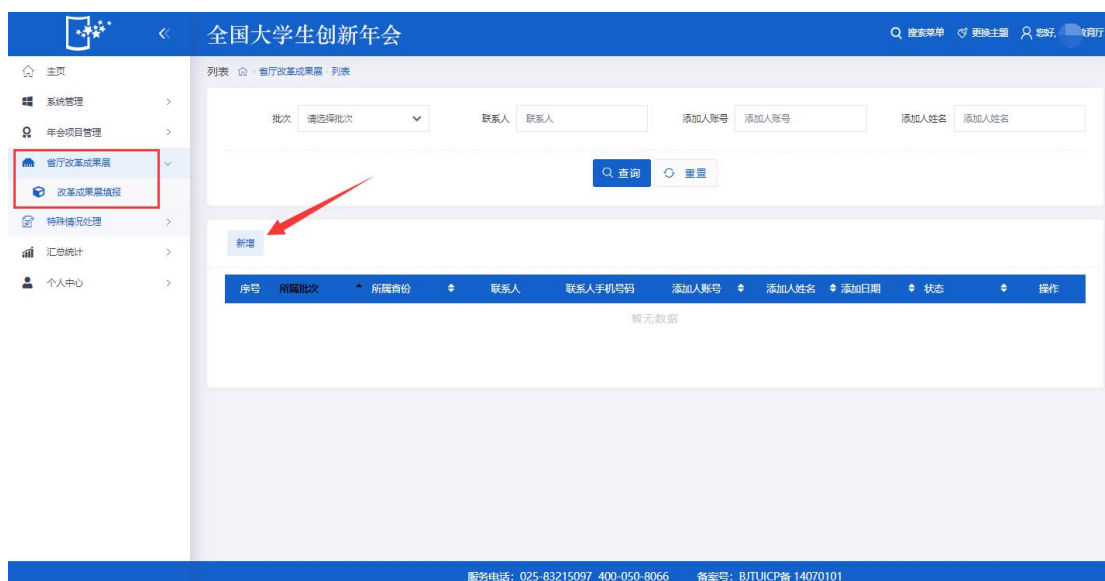 全国大学生创新年会
搜索菜单 更换主题 您好, 教育厅
主页
系统管理
年会项目管理
省厅改革成果展
改革成果展填报
特殊情况处理
汇总统计
个人中心
列表 省厅改革成果展 列表
批次 请选择批次 联系人 联系人 添加人账号 添加人账号 添加人姓名 添加人姓名
查询 重置
新增
序号 所属批次 所属省份 联系人 联系人手机号码 添加人账号 添加人姓名 添加日期 状态 操作
暂无数据
服务电话：025-83215097 400-050-8066 备案号：BJTUICP备 14070101